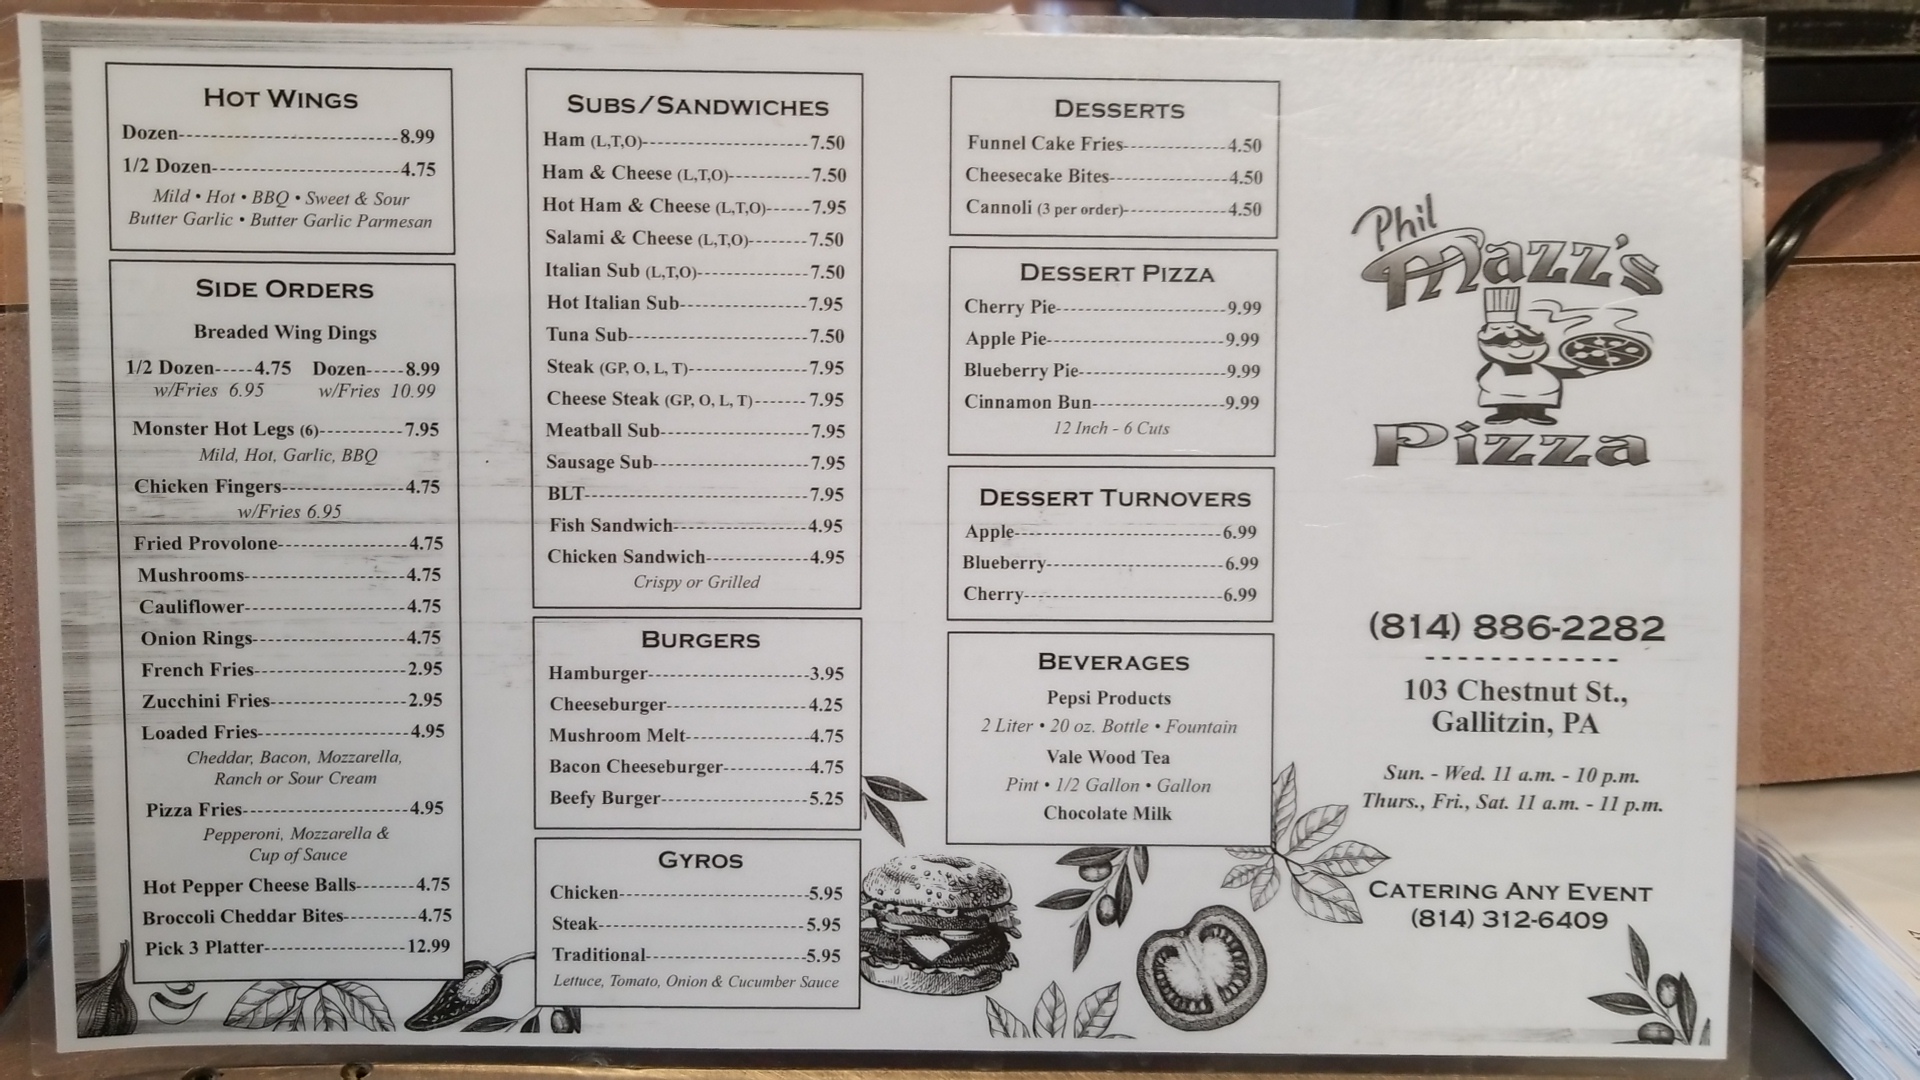 HOT WINGS
Dozen-----------------------------------8.99
1/2 Dozen------------------------------4.75
Mild • Hot • BBQ • Sweet & Sour
Butter Garlic • Butter Garlic Parmesan
SIDE ORDERS
Breaded Wing Dings
1/2 Dozen-----4.75 Dozen-----8.99
w/Fries 6.95 w/Fries 10.99
Monster Hot Legs (6)------------7.95
Mild, Hot, Garlic, BBQ
Chicken Fingers------------------4.75
w/Fries 6.95
Fried Provolone-------------------4.75
Mushrooms------------------------4.75
Cauliflower------------------------4.75
Onion Rings-----------------------4.75
French Fries-----------------------2.95
Zucchini Fries--------------------2.95
Loaded Fries----------------------4.95
Cheddar, Bacon, Mozzarella,
Ranch or Sour Cream
Pizza Fries------------------------4.95
Pepperoni, Mozzarella &
Cup of Sauce
Hot Pepper Cheese Balls--------4.75
Broccoli Cheddar Bites----------4.75
Pick 3 Platter---------------------12.99
SUBS/SANDWICHES
Ham (L,T,O)------------------------7.50
Ham & Cheese (L,T,O)-----------7.50
Hot Ham & Cheese (L,T,O)------7.95
Salami & Cheese (L,T,O)--------7.50
Italian Sub (L,T,O)----------------7.50
Hot Italian Sub-------------------7.95
Tuna Sub--------------------------7.50
Steak (GP, O, L, T)-----------------7.95
Cheese Steak (GP, O, L, T)-------7.95
Meatball Sub---------------------7.95
Sausage Sub----------------------7.95
BLT--------------------------------7.95
Fish Sandwich-------------------4.95
Chicken Sandwich--------------4.95
Crispy or Grilled
BURGERS
Hamburger-----------------------3.95
Cheeseburger--------------------4.25
Mushroom Melt-----------------4.75
Bacon Cheeseburger------------4.75
Beefy Burger---------------------5.25
GYROS
Chicken---------------------------5.95
Steak------------------------------5.95
Traditional-----------------------5.95
Lettuce, Tomato, Onion & Cucumber Sauce
DESSERTS
Funnel Cake Fries---------------4.50
Cheesecake Bites-----------------4.50
Cannoli (3 per order)---------------4.50
DESSERT PIZZA
Cherry Pie-------------------------9.99
Apple Pie--------------------------9.99
Blueberry Pie---------------------9.99
Cinnamon Bun-------------------9.99
12 Inch - 6 Cuts
DESSERT TURNOVERS
Apple------------------------------6.99
Blueberry-------------------------6.99
Cherry----------------------------6.99
BEVERAGES
Pepsi Products
2 Liter • 20 oz. Bottle • Fountain
Vale Wood Tea
Pint • 1/2 Gallon • Gallon
Chocolate Milk
Phil
Mazz's
Pizza
(814) 886-2282
------------
103 Chestnut St.,
Gallitzin, PA
Sun. - Wed. 11 a.m. - 10 p.m.
Thurs., Fri., Sat. 11 a.m. - 11 p.m.
CATERING ANY EVENT
(814) 312-6409